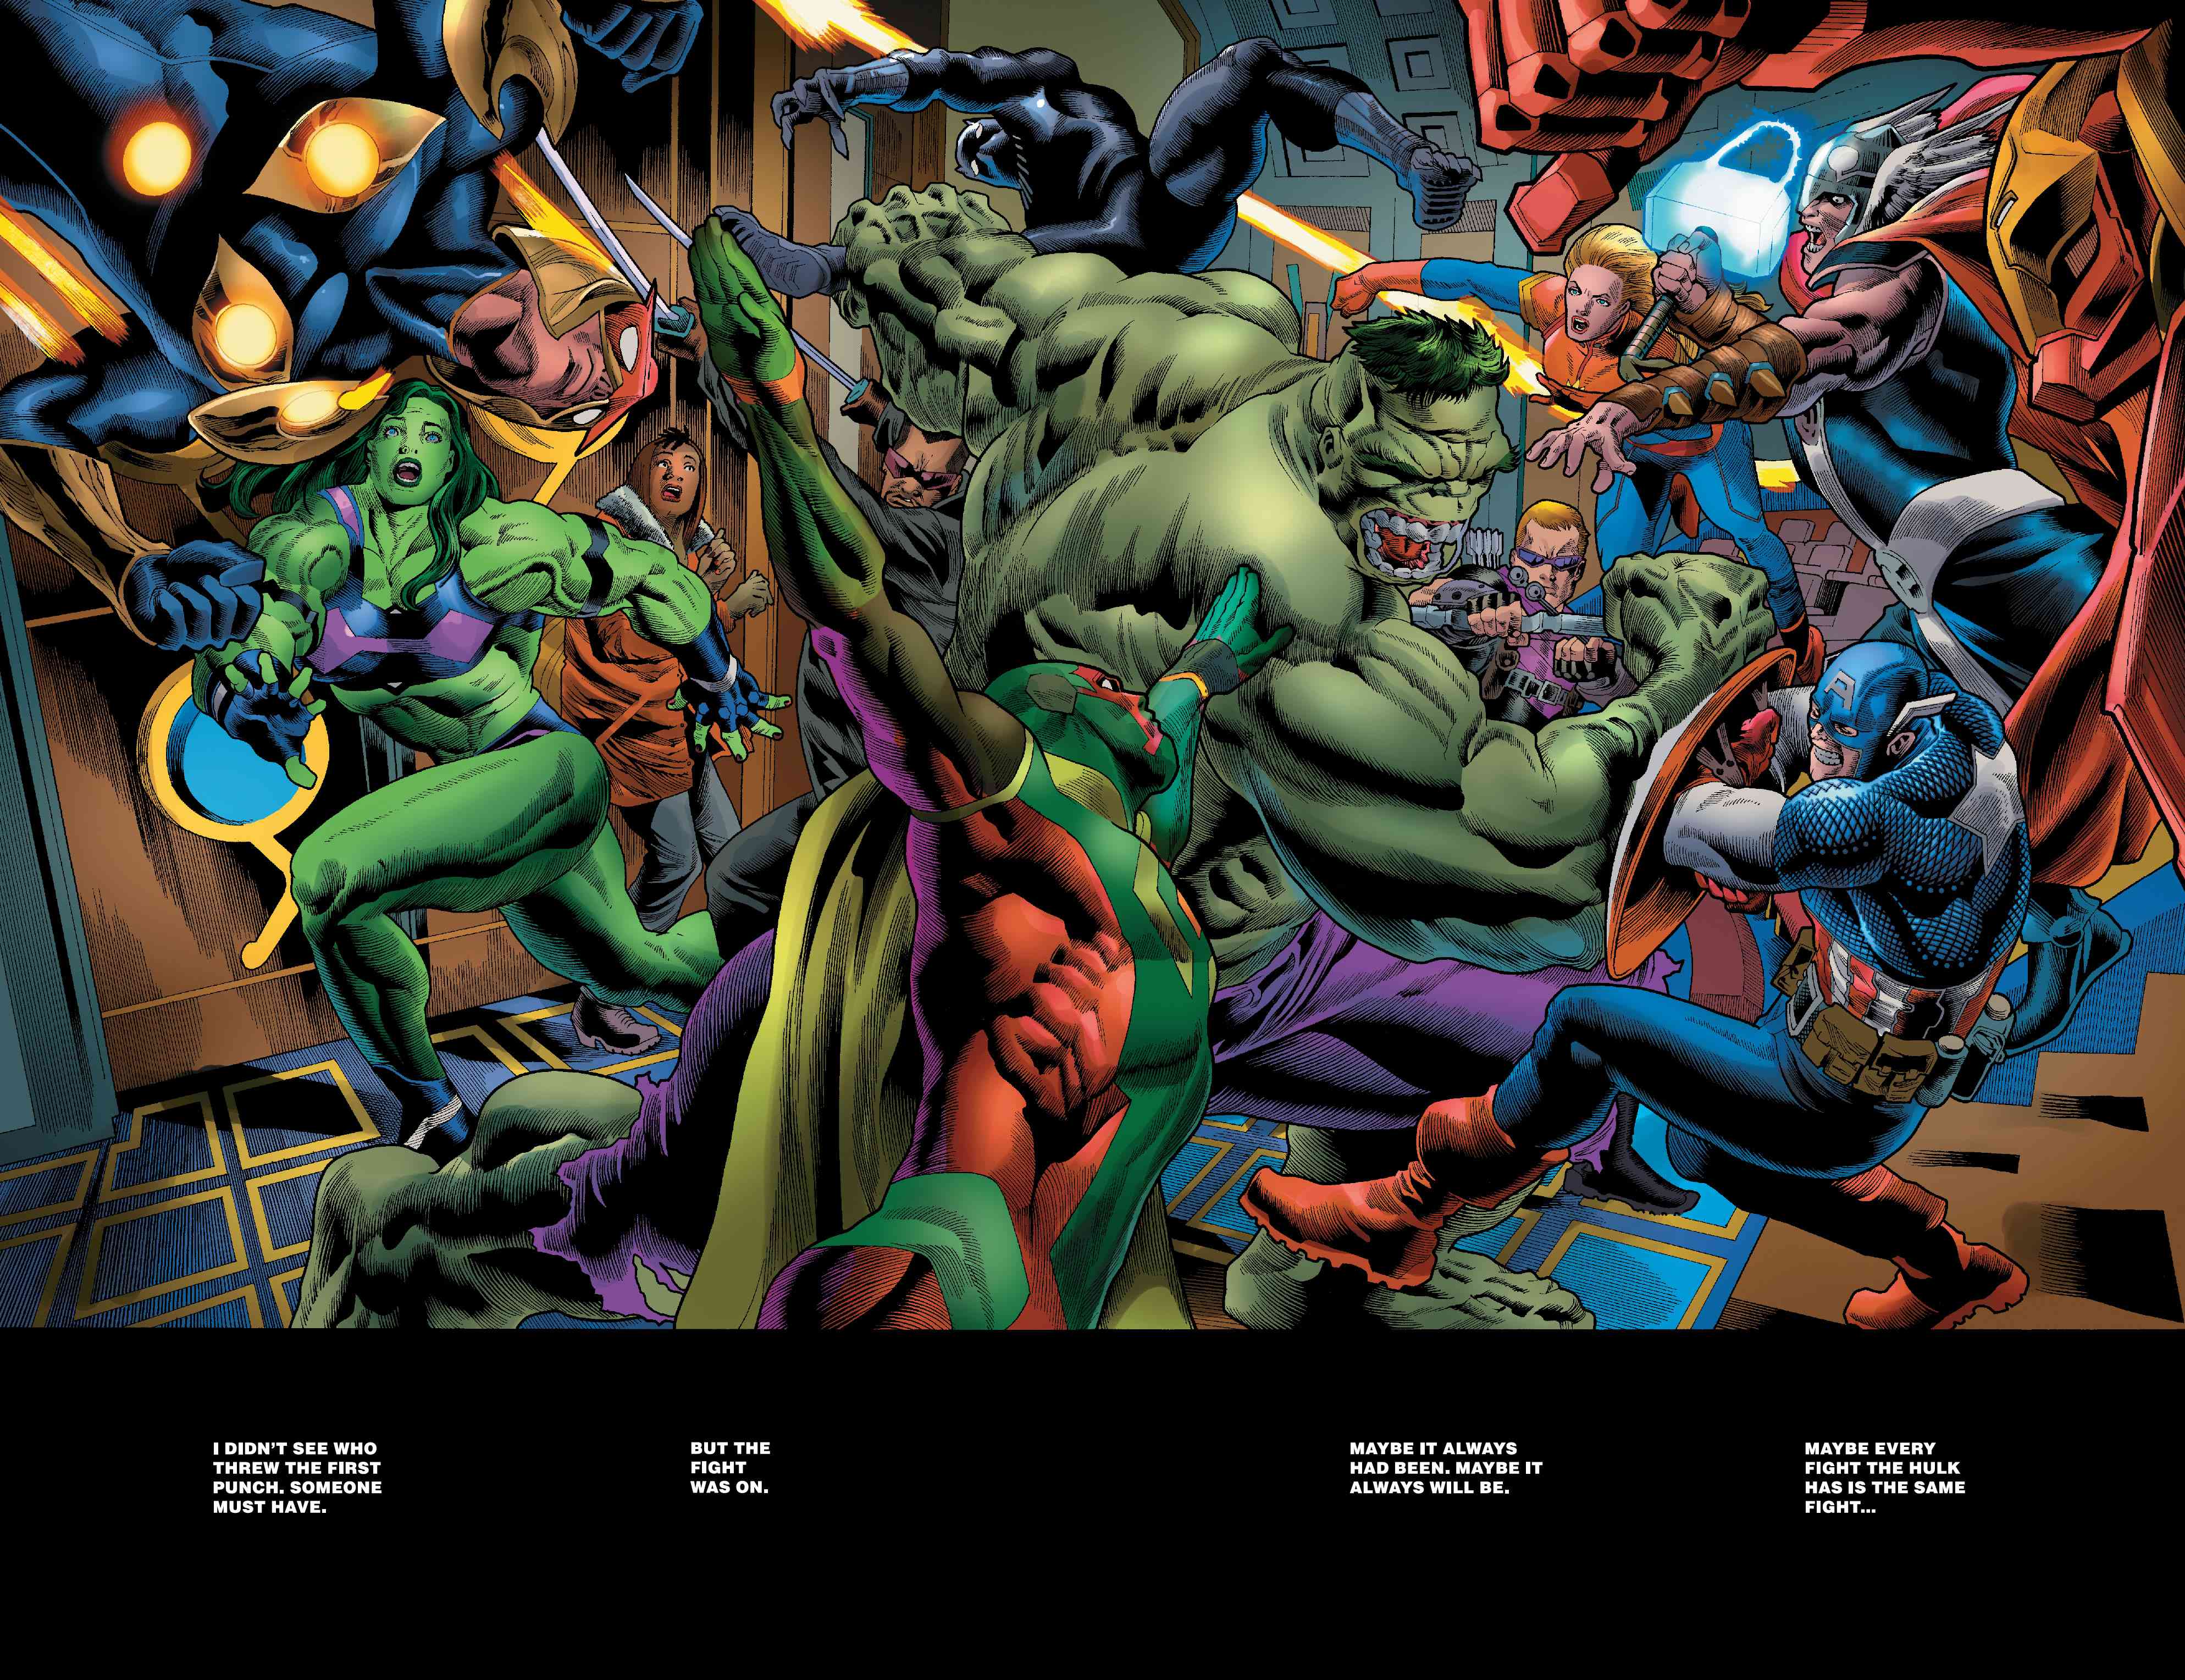 I DIDN'T SEE WHO
THREW THE FIRST
PUNCH. SOMEONE
MUST HAVE.
BUT THE
FIGHT
WAS ON.
MAYBE IT ALWAYS
HAD BEEN. MAYBE IT
ALWAYS WILL BE.
MAYBE EVERY
FIGHT THE HULK
HAS IS THE SAME
FIGHT...
A